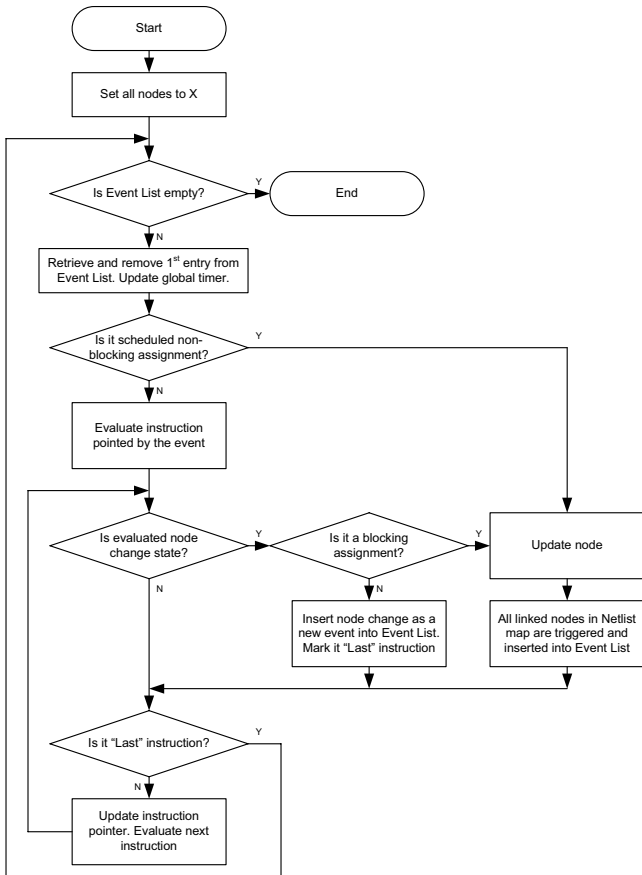 Start
Set all nodes to X
Is Event List empty?
Y
End
N
Retrieve and remove 1st entry from
Event List. Update global timer.
Is it scheduled non-
blocking assignment?
Y
N
Evaluate instruction
pointed by the event
Is evaluated node
change state?
Y
Is it a blocking
assignment?
Y
Update node
N
N
Insert node change as a
new event into Event List.
Mark it “Last” instruction
All linked nodes in Netlist
map are triggered and
inserted into Event List
Is it “Last” instruction?
Y
N
Update instruction
pointer. Evaluate next
instruction